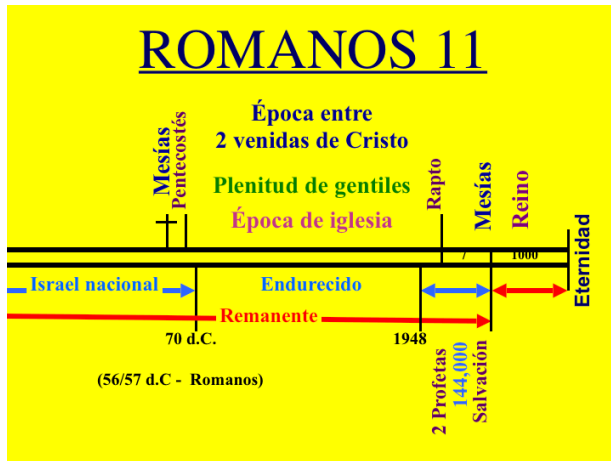 ROMANOS 11
Época entre
2 venidas de Cristo
Mesías
Pentecostés
Plenitud de gentiles
Época de iglesia
Rapto
Mesías
Reino
Eternidad
7
1000
Israel nacional
Endurecido
Remanente
70 d.C.
1948
(56/57 d.C - Romanos)
2 Profetas
144,000
Salvación